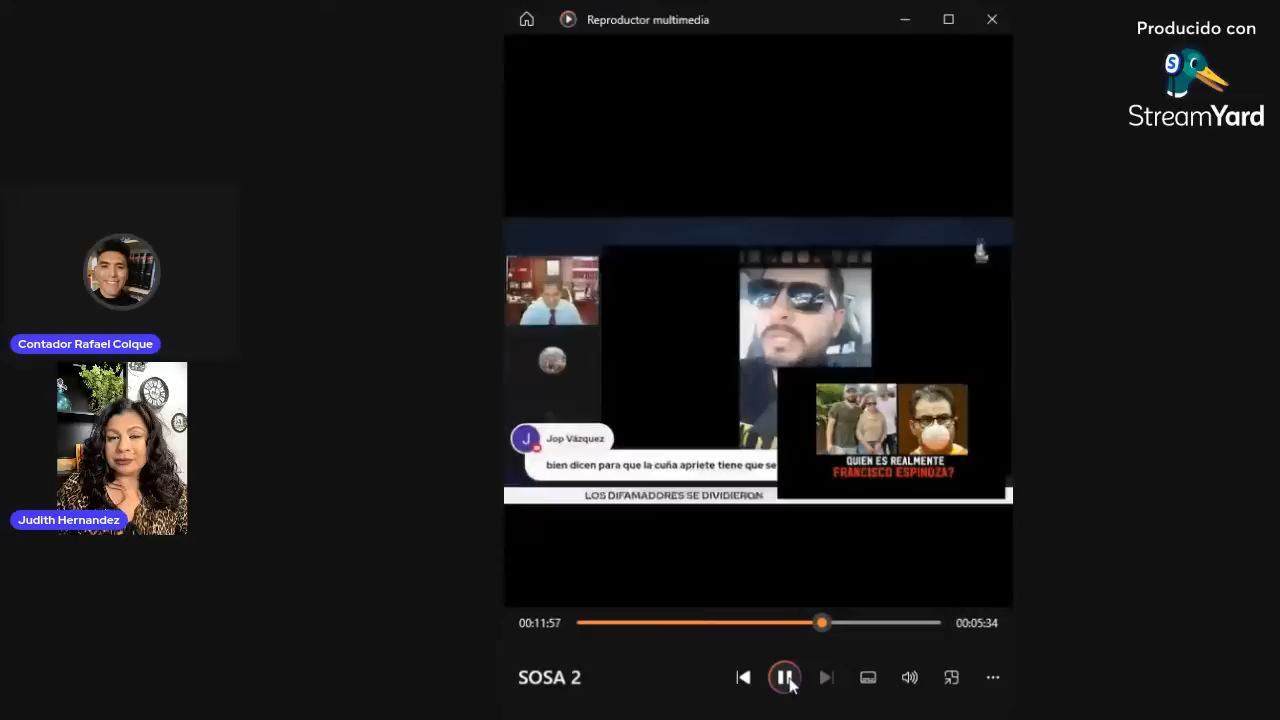 Reproductor multimedia
Producido con
StreamYard
Contador Rafael Colque
Judith Hernandez
J Jop Vázquez
bien dicen para que la cuña apriete tiene que se
QUIEN ES REALMENTE
FRANCISCO ESPINOZA?
LOS DIFAMADORES SE DIVIDIERON
00:11:57
00:05:34
SOSA 2